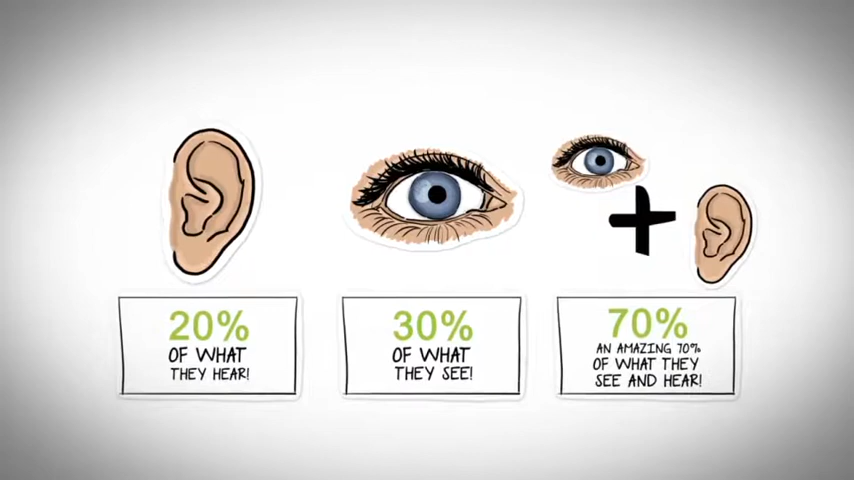 20%
OF WHAT
THEY HEAR!
30%
OF WHAT
THEY SEE!
70%
AN AMAZING 70%
OF WHAT THEY
SEE AND HEAR!